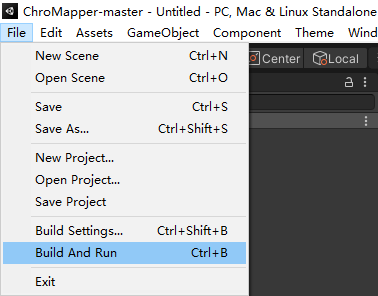 ChroMapper-master - Untitled - PC, Mac & Linux Standalone
File Edit Assets GameObject Component Theme Wind
Center Local
New Scene Ctrl+N
Open Scene Ctrl+O
Save Ctrl+S
Save As... Ctrl+Shift+S
New Project...
Open Project...
Save Project
Build Settings... Ctrl+Shift+B
Build And Run Ctrl+B
Exit